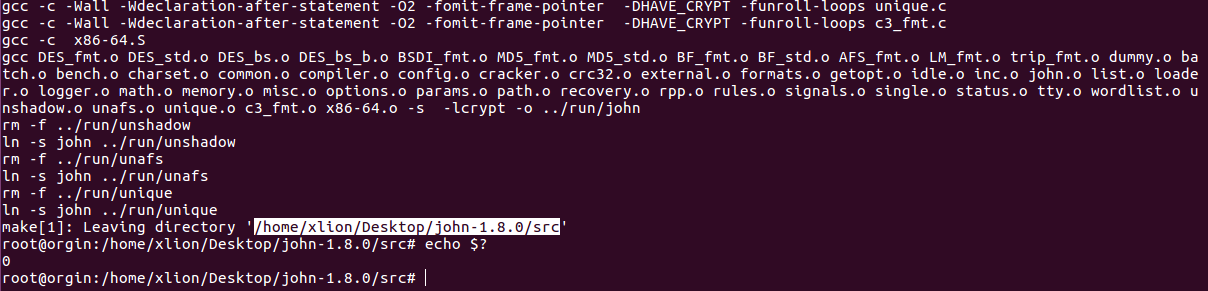 gcc -c -Wall -Wdeclaration-after-statement -O2 -fomit-frame-pointer  -DHAVE_CRYPT -funroll-loops unique.c
gcc -c -Wall -Wdeclaration-after-statement -O2 -fomit-frame-pointer  -DHAVE_CRYPT -funroll-loops c3_fmt.c
gcc -c  x86-64.S
gcc DES_fmt.o DES_std.o DES_bs.o DES_bs_b.o BSDI_fmt.o MD5_fmt.o MD5_std.o BF_fmt.o BF_std.o AFS_fmt.o LM_fmt.o trip_fmt.o dummy.o ba
tch.o bench.o charset.o common.o compiler.o config.o cracker.o crc32.o external.o formats.o getopt.o idle.o inc.o john.o list.o loade
r.o logger.o math.o memory.o misc.o options.o params.o path.o recovery.o rpp.o rules.o signals.o single.o status.o tty.o wordlist.o u
nshadow.o unafs.o unique.o c3_fmt.o x86-64.o -s  -lcrypt -o ../run/john
rm -f ../run/unshadow
ln -s john ../run/unshadow
rm -f ../run/unafs
ln -s john ../run/unafs
rm -f ../run/unique
ln -s john ../run/unique
make[1]: Leaving directory '/home/xlion/Desktop/john-1.8.0/src'
root@orgin:/home/xlion/Desktop/john-1.8.0/src# echo $?
0
root@orgin:/home/xlion/Desktop/john-1.8.0/src#